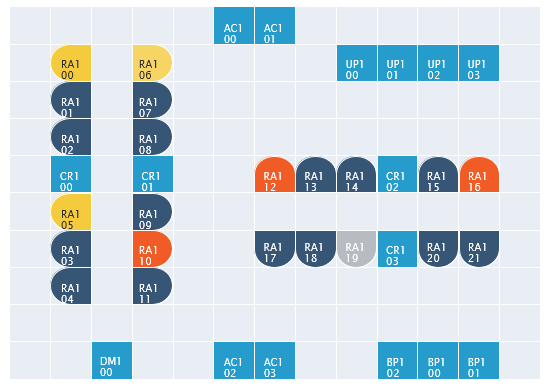 AC1 AC1
00 01
RA1 RA1 UP1 UP1 UP1 UP1
00 06 00 01 02 03
RA1 RA1
01 07
RA1 RA1
02 08
CR1 CR1 RA1 RA1 RA1 CR1 RA1 RA1
00 01 12 13 14 02 15 16
RA1 RA1
05 09
RA1 RA1 RA1 RA1 RA1 CR1 RA1 RA1
03 10 17 18 19 03 20 21
RA1 RA1
04 11
DM1 AC1 AC1 BP1 BP1 BP1
00 02 03 02 00 01